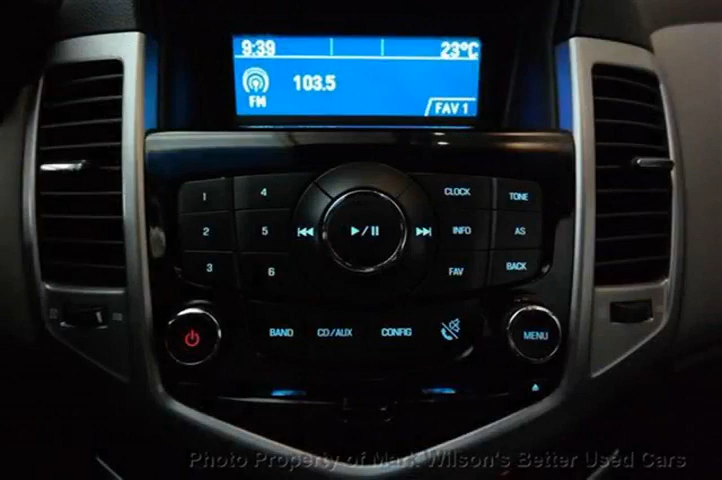 9:39 23°C
103.5
FM
FAV 1
1 4 CLOCK TONE
2 5 INFO AS
3 6 FAV BACK
BAND CD/AUX CONFIG MENU
Photo Property of Mark Wilson's Better Used Cars